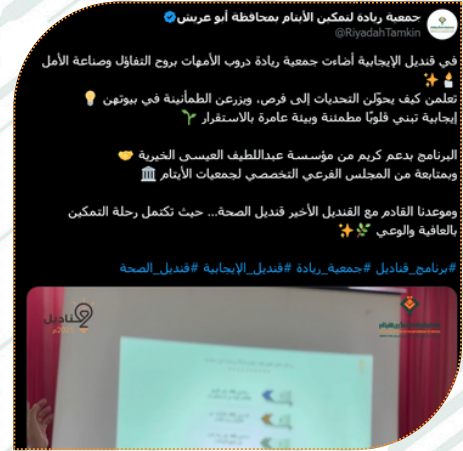 جمعية ريادة لتمكين الأيتام بمحافظة أبو عريش
@RiyadahTamkin
في قنديل الإيجابية أضاءت جمعية ريادة دروب الأمهات بروح التفاؤل وصناعة الأمل
🕯️✨
تعلمن كيف يحوّلن التحديات إلى فرص، ويزرعن الطمأنينة في بيوتهن 💡
إيجابية تبني قلوبًا مطمئنة وبيئة عامرة بالاستقرار 🌱
البرنامج بدعم كريم من مؤسسة عبداللطيف العيسى الخيرية 🤝
وبمتابعة من المجلس الفرعي التخصصي لجمعيات الأيتام 🏛️
وموعدنا القادم مع القنديل الأخير قنديل الصحة... حيث تكتمل رحلة التمكين
بالعافية والوعي 🌿✨
#برنامج_قناديل #جمعية_ريادة #قنديل_الإيجابية #قنديل_الصحة
قناديل